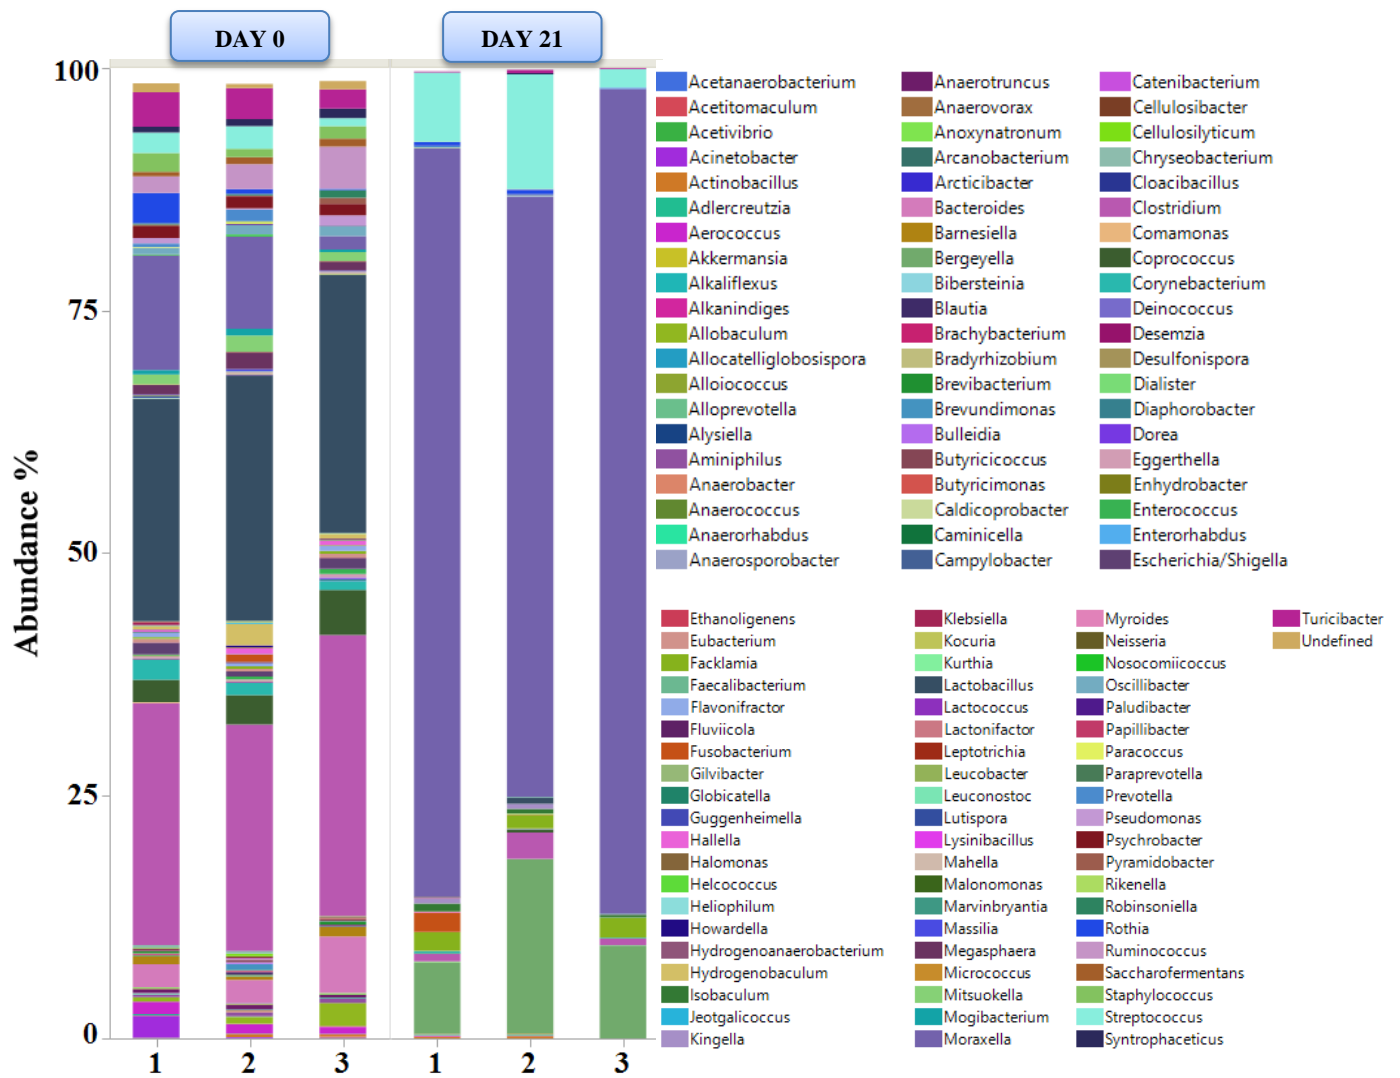 DAY 0
DAY 21
Abundance %
100
75
50
25
0
1 2 3 1 2 3
Acetanaerobacterium
Acetitomaculum
Acetivibrio
Acinetobacter
Actinobacillus
Adlercreutzia
Aerococcus
Akkermansia
Alkaliflexus
Alkanindiges
Allobaculum
Allocatelliglobosispora
Alloiococcus
Alloprevotella
Alysiella
Aminiphilus
Anaerobacter
Anaerococcus
Anaerorhabdus
Anaerosporobacter
Anaerotruncus
Anaerovorax
Anoxynatronum
Arcanobacterium
Arcticibacter
Bacteroides
Barnesiella
Bergeyella
Bibersteinia
Blautia
Brachybacterium
Bradyrhizobium
Brevibacterium
Brevundimonas
Bulleidia
Butyricicoccus
Butyricimonas
Caldicoprobacter
Caminicella
Campylobacter
Catenibacterium
Cellulosibacter
Cellulosilyticum
Chryseobacterium
Cloacibacillus
Clostridium
Comamonas
Coprococcus
Corynebacterium
Deinococcus
Desemzia
Desulfonispora
Dialister
Diaphorobacter
Dorea
Eggerthella
Enhydrobacter
Enterococcus
Enterorhabdus
Escherichia/Shigella
Ethanoligenens
Eubacterium
Facklamia
Faecalibacterium
Flavonifractor
Fluviicola
Fusobacterium
Gilvibacter
Globicatella
Guggenheimella
Hallella
Halomonas
Helcococcus
Heliophilum
Howardella
Hydrogenoanaerobacterium
Hydrogenobaculum
Isobaculum
Jeotgalicoccus
Kingella
Klebsiella
Kocuria
Kurthia
Lactobacillus
Lactococcus
Lactonifactor
Leptotrichia
Leucobacter
Leuconostoc
Lutispora
Lysinibacillus
Mahella
Malonomonas
Marvinbryantia
Massilia
Megasphaera
Micrococcus
Mitsuokella
Mogibacterium
Moraxella
Myroides
Neisseria
Nosocomiicoccus
Oscillibacter
Paludibacter
Papillibacter
Paracoccus
Paraprevotella
Prevotella
Pseudomonas
Psychrobacter
Pyramidobacter
Rikenella
Robinsoniella
Rothia
Ruminococcus
Saccharofermentans
Staphylococcus
Streptococcus
Syntrophaceticus
Turicibacter
Undefined